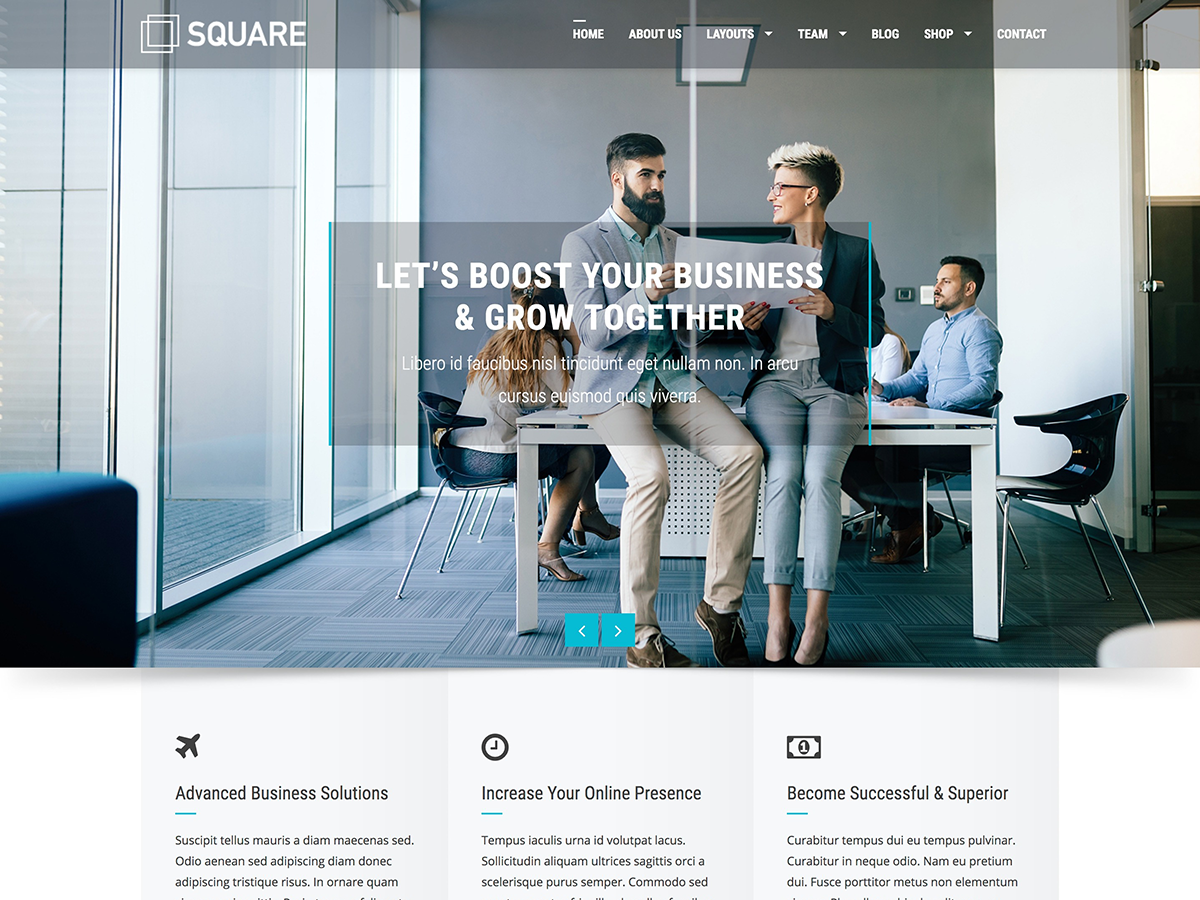 SQUARE
HOME ABOUT US LAYOUTS TEAM BLOG SHOP CONTACT
LET’S BOOST YOUR BUSINESS
& GROW TOGETHER
Libero id faucibus nisl tincidunt eget nullam non. In arcu
cursus euismod quis viverra.
Advanced Business Solutions
Suscipit tellus mauris a diam maecenas sed.
Odio aenean sed adipiscing diam donec
adipiscing tristique risus. In ornare quam
Increase Your Online Presence
Tempus iaculis urna id volutpat lacus.
Sollicitudin aliquam ultrices sagittis orci a
scelerisque purus semper. Commodo sed
Become Successful & Superior
Curabitur tempus dui eu tempus pulvinar.
Curabitur in neque odio. Nam eu pretium
dui. Fusce porttitor metus non elementum